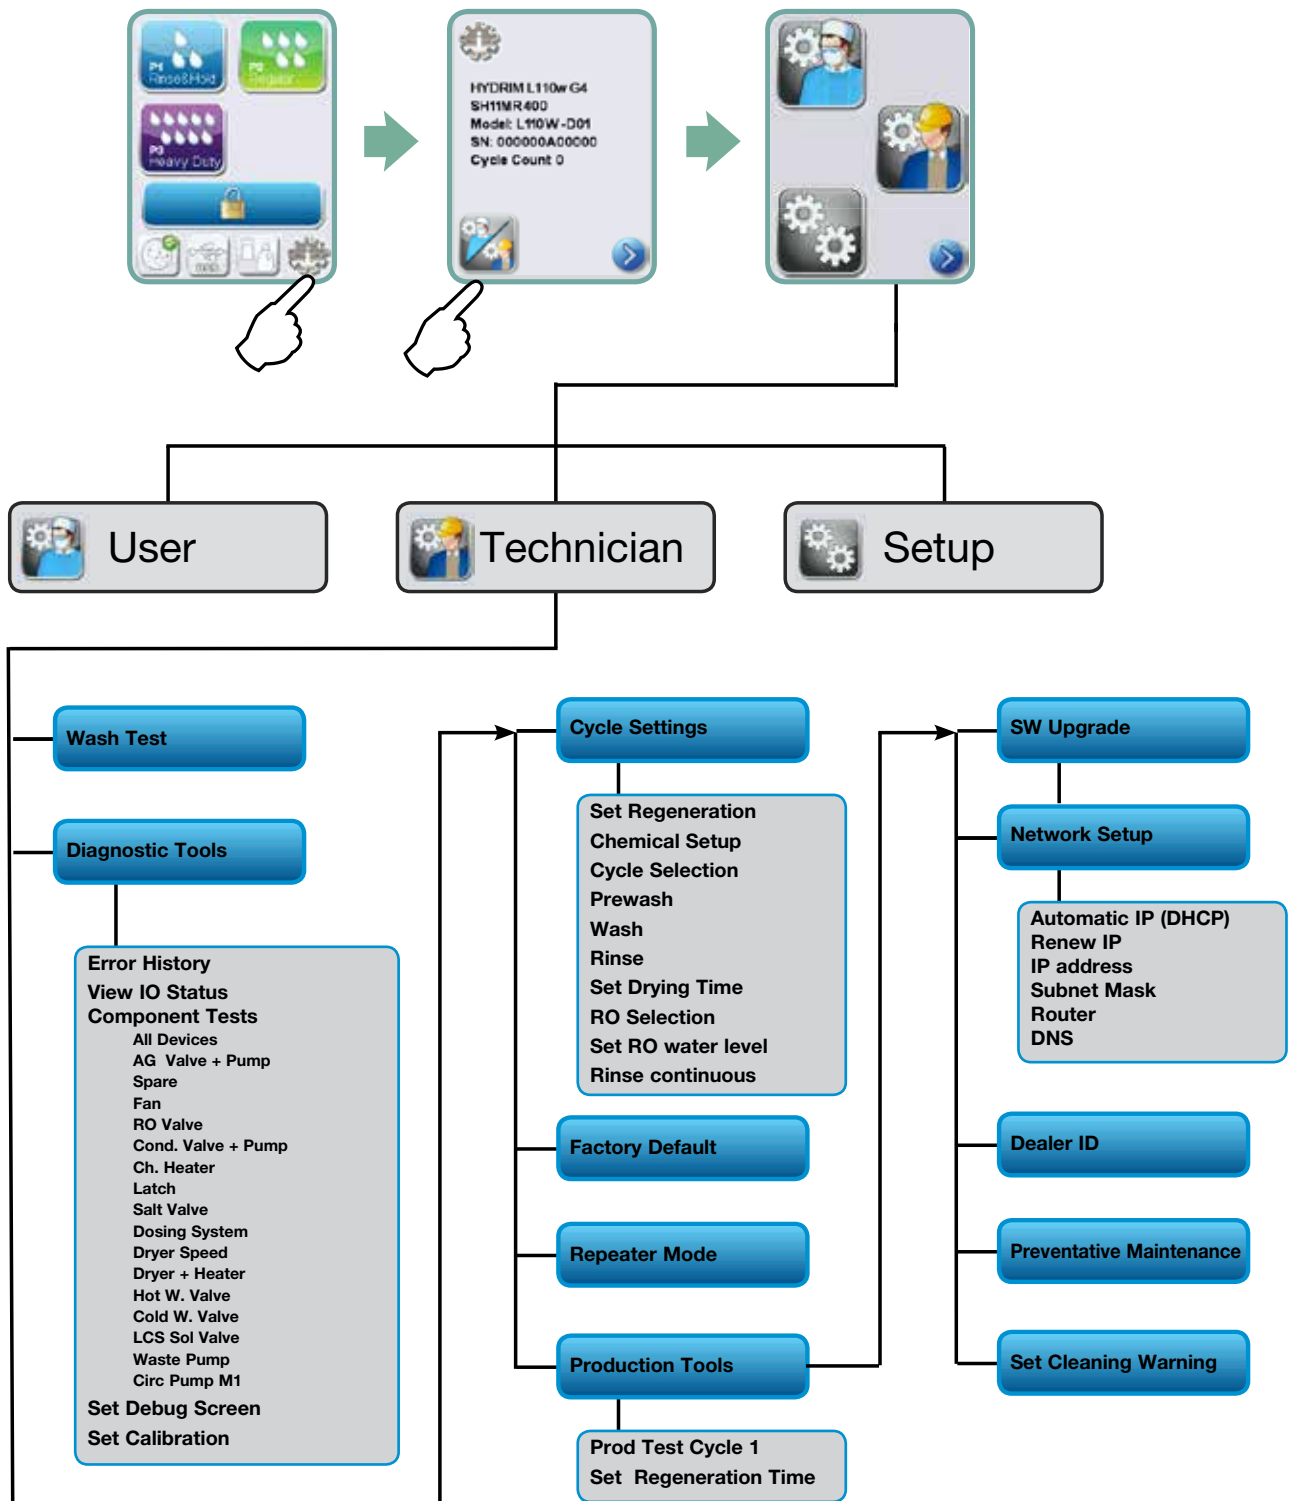 P1
Rinse&Hold
P2
Regular
P3
Heavy Duty
HYDRIM L110w G4
SH11MR400
Model: L110W-D01
SN: 000000A00000
Cycle Count 0
User
Technician
Setup
Wash Test
Diagnostic Tools
Error History
View IO Status
Component Tests
All Devices
AG Valve + Pump
Spare
Fan
RO Valve
Cond. Valve + Pump
Ch. Heater
Latch
Salt Valve
Dosing System
Dryer Speed
Dryer + Heater
Hot W. Valve
Cold W. Valve
LCS Sol Valve
Waste Pump
Circ Pump M1
Set Debug Screen
Set Calibration
Cycle Settings
Set Regeneration
Chemical Setup
Cycle Selection
Prewash
Wash
Rinse
Set Drying Time
RO Selection
Set RO water level
Rinse continuous
Factory Default
Repeater Mode
Production Tools
Prod Test Cycle 1
Set Regeneration Time
SW Upgrade
Network Setup
Automatic IP (DHCP)
Renew IP
IP address
Subnet Mask
Router
DNS
Dealer ID
Preventative Maintenance
Set Cleaning Warning